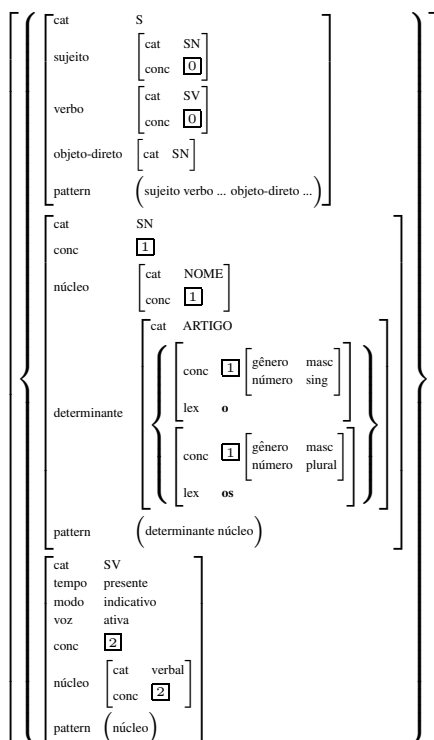 cat S
sujeito
cat SN
conc 0
verbo
cat SV
conc 0
objeto-direto cat SN
pattern (sujeito verbo ... objeto-direto ...)
cat SN
conc 1
núcleo
cat NOME
conc 1
determinante
cat ARTIGO
conc 1
gênero masc
número sing
lex o
conc 1
gênero masc
número plural
lex os
pattern (determinante núcleo)
cat SV
tempo presente
modo indicativo
voz ativa
conc 2
núcleo
cat verbal
conc 2
pattern (núcleo)